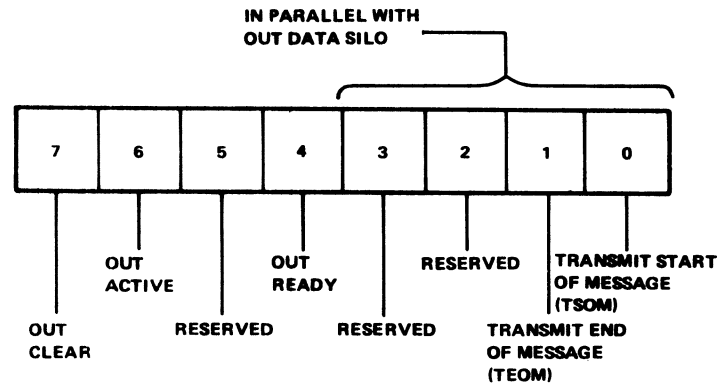 IN PARALLEL WITH
OUT DATA SILO
7 6 5 4 3 2 1 0
OUT
ACTIVE
OUT
READY
RESERVED
TRANSMIT START
OF MESSAGE
(TSOM)
OUT
CLEAR
RESERVED
RESERVED
TRANSMIT END
OF MESSAGE
(TEOM)